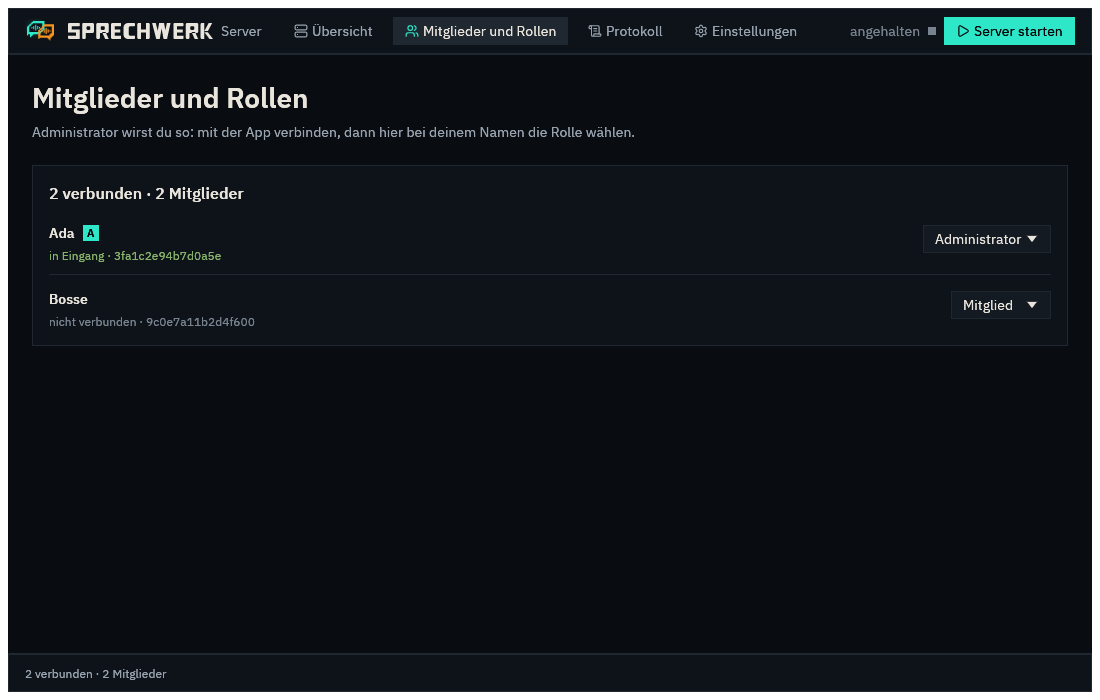 SPRECHWERK Server Übersicht Mitglieder und Rollen Protokoll Einstellungen angehalten Server starten
Mitglieder und Rollen
Administrator wirst du so: mit der App verbinden, dann hier bei deinem Namen die Rolle wählen.
2 verbunden · 2 Mitglieder
Ada A
in Eingang · 3fa1c2e94b7d0a5e
Administrator
Bosse
nicht verbunden · 9c0e7a11b2d4f600
Mitglied
2 verbunden · 2 Mitglieder